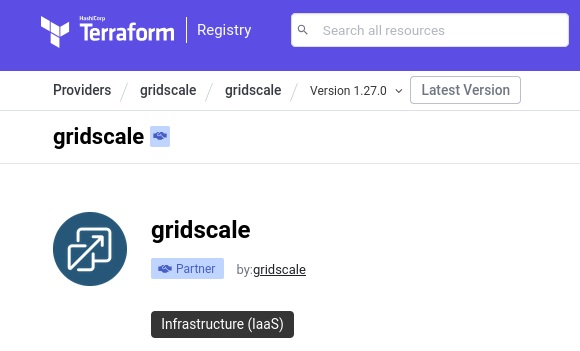 HashiCorp
Terraform
Registry
Search all resources
Providers / gridscale / gridscale / Version 1.27.0 Latest Version
gridscale
gridscale
Partner by:gridscale
Infrastructure (IaaS)